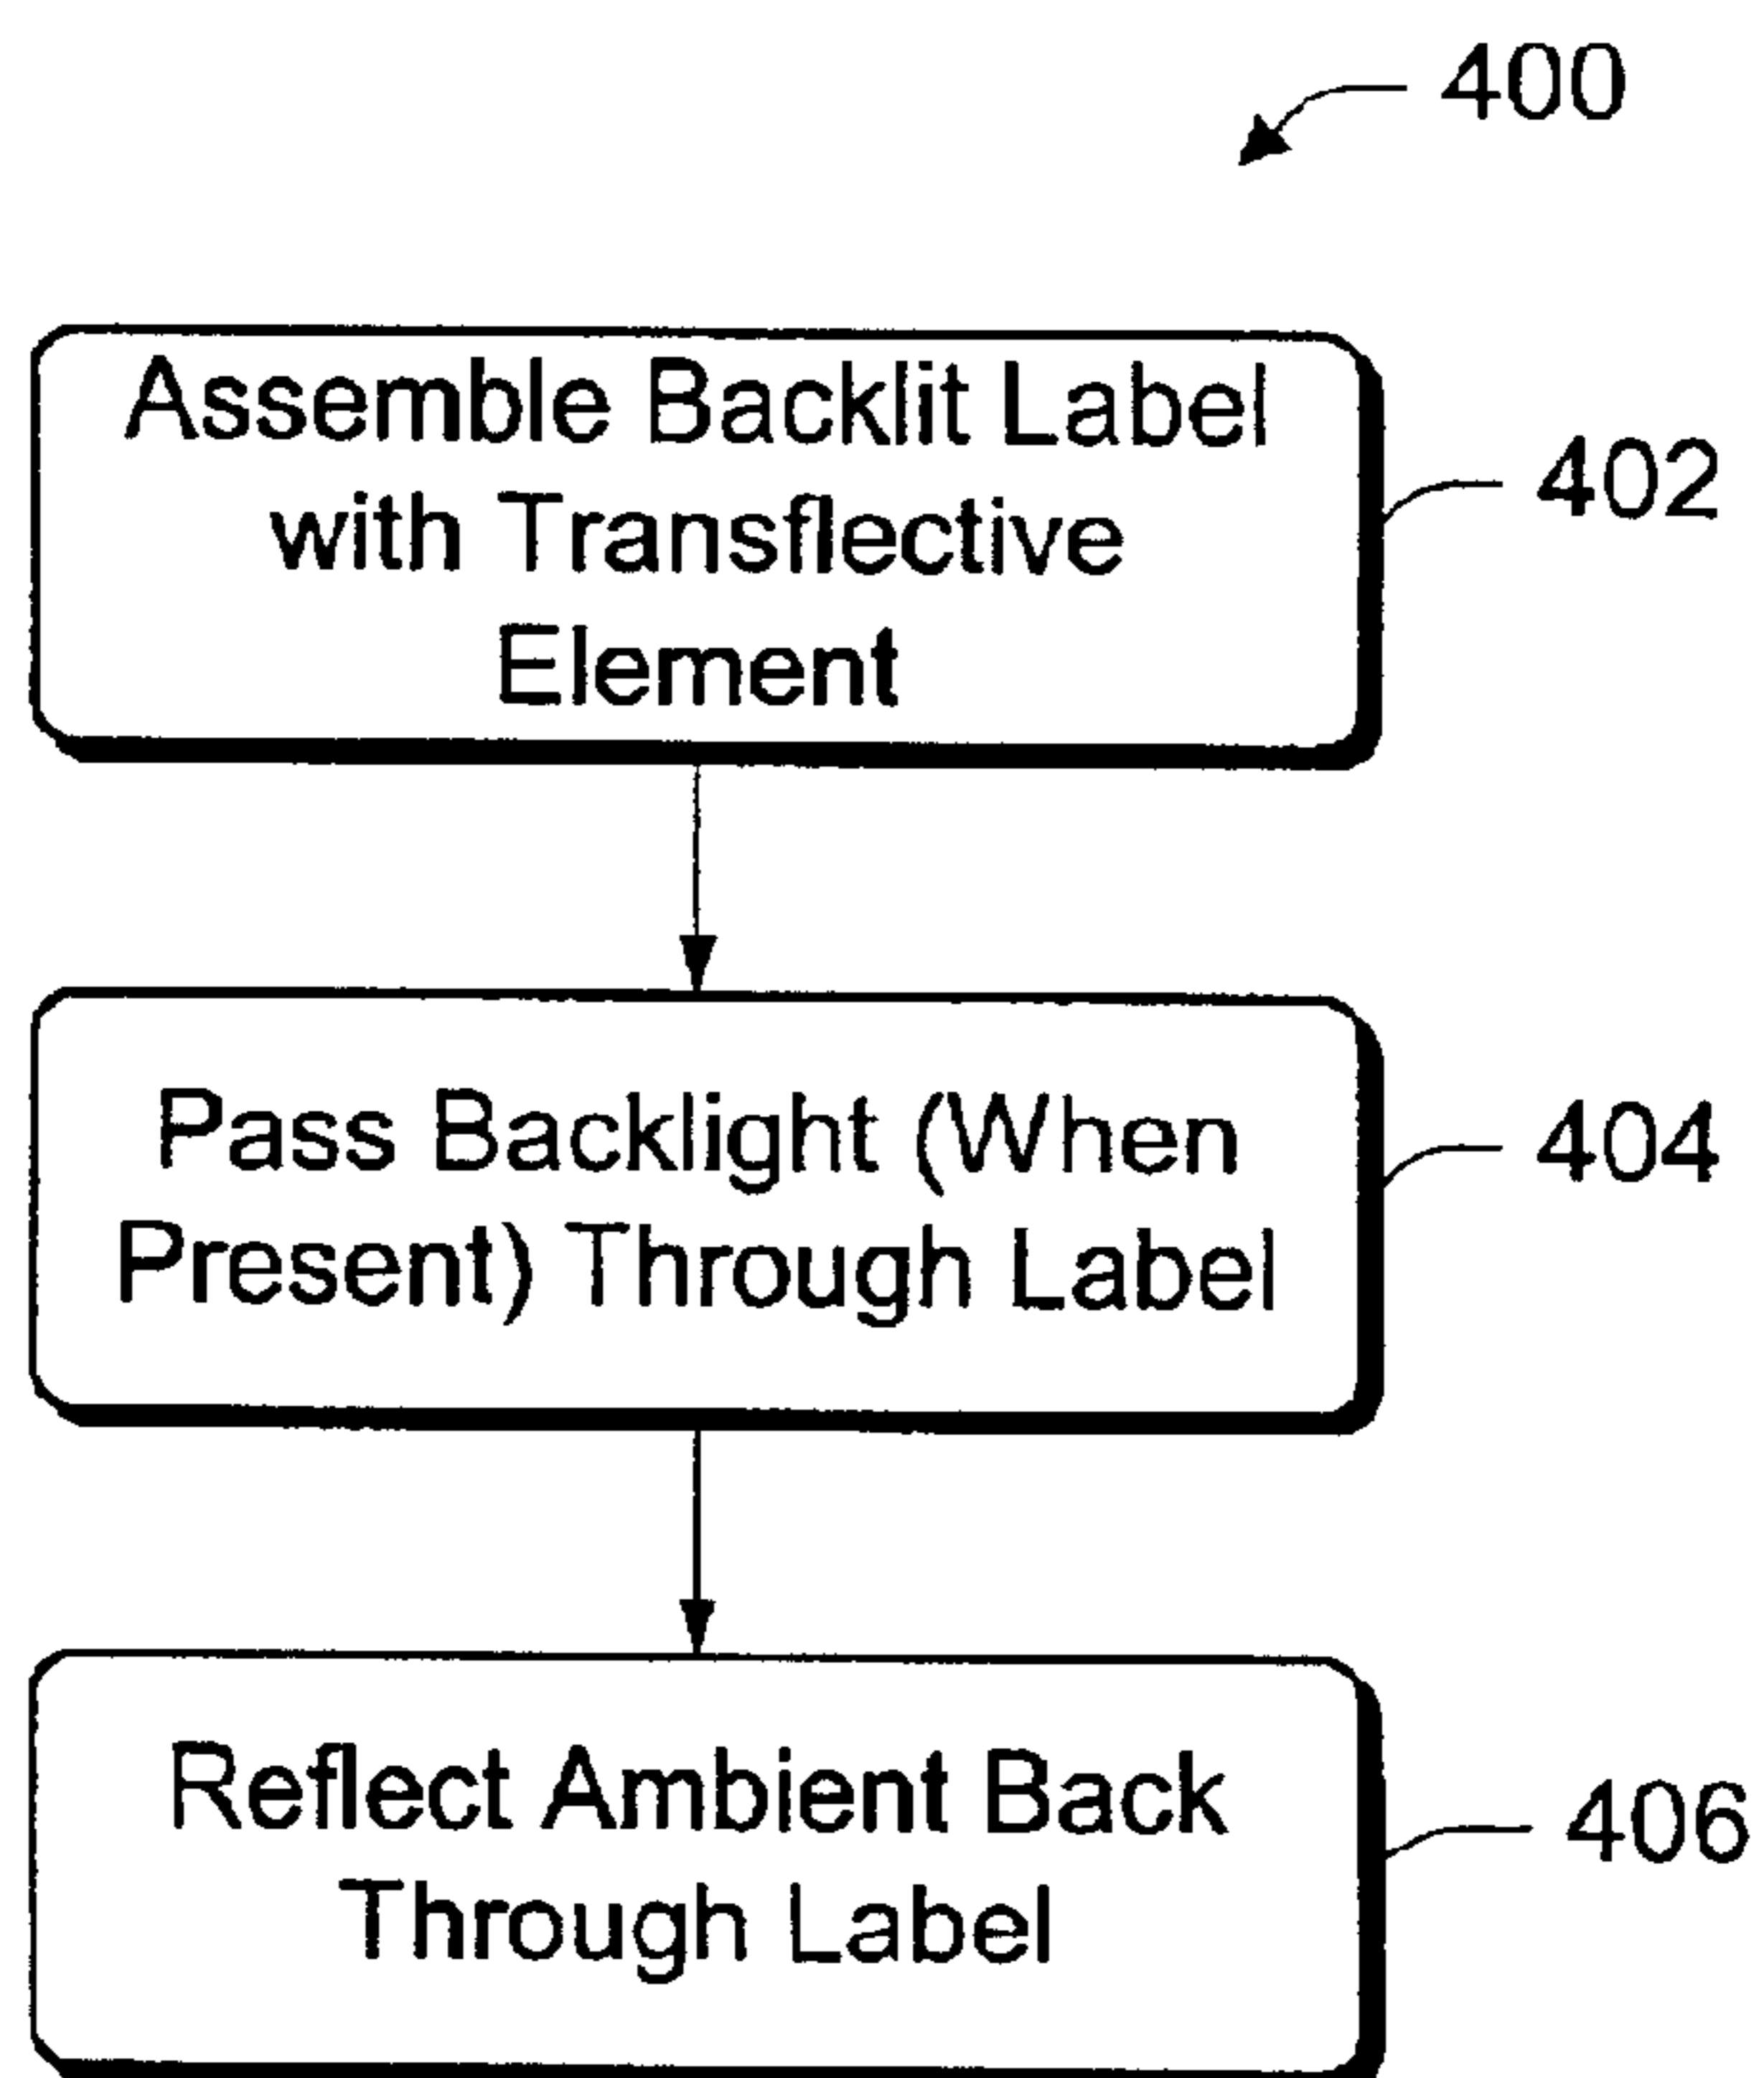 400
Assemble Backlit Label
with Transflective
Element
402
Pass Backlight (When
Present) Through Label
404
Reflect Ambient Back
Through Label
406